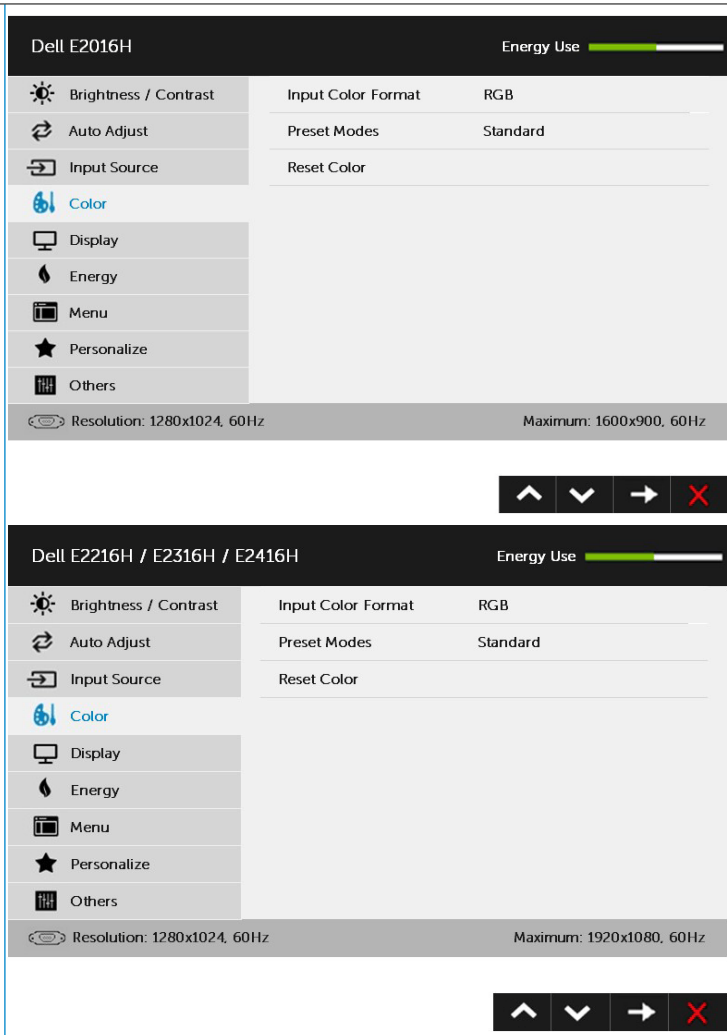 Dell E2016H Energy Use
Brightness / Contrast Input Color Format RGB
Auto Adjust Preset Modes Standard
Input Source Reset Color
Color
Display
Energy
Menu
Personalize
Others
Resolution: 1280x1024, 60Hz Maximum: 1600x900, 60Hz
Dell E2216H / E2316H / E2416H Energy Use
Brightness / Contrast Input Color Format RGB
Auto Adjust Preset Modes Standard
Input Source Reset Color
Color
Display
Energy
Menu
Personalize
Others
Resolution: 1280x1024, 60Hz Maximum: 1920x1080, 60Hz